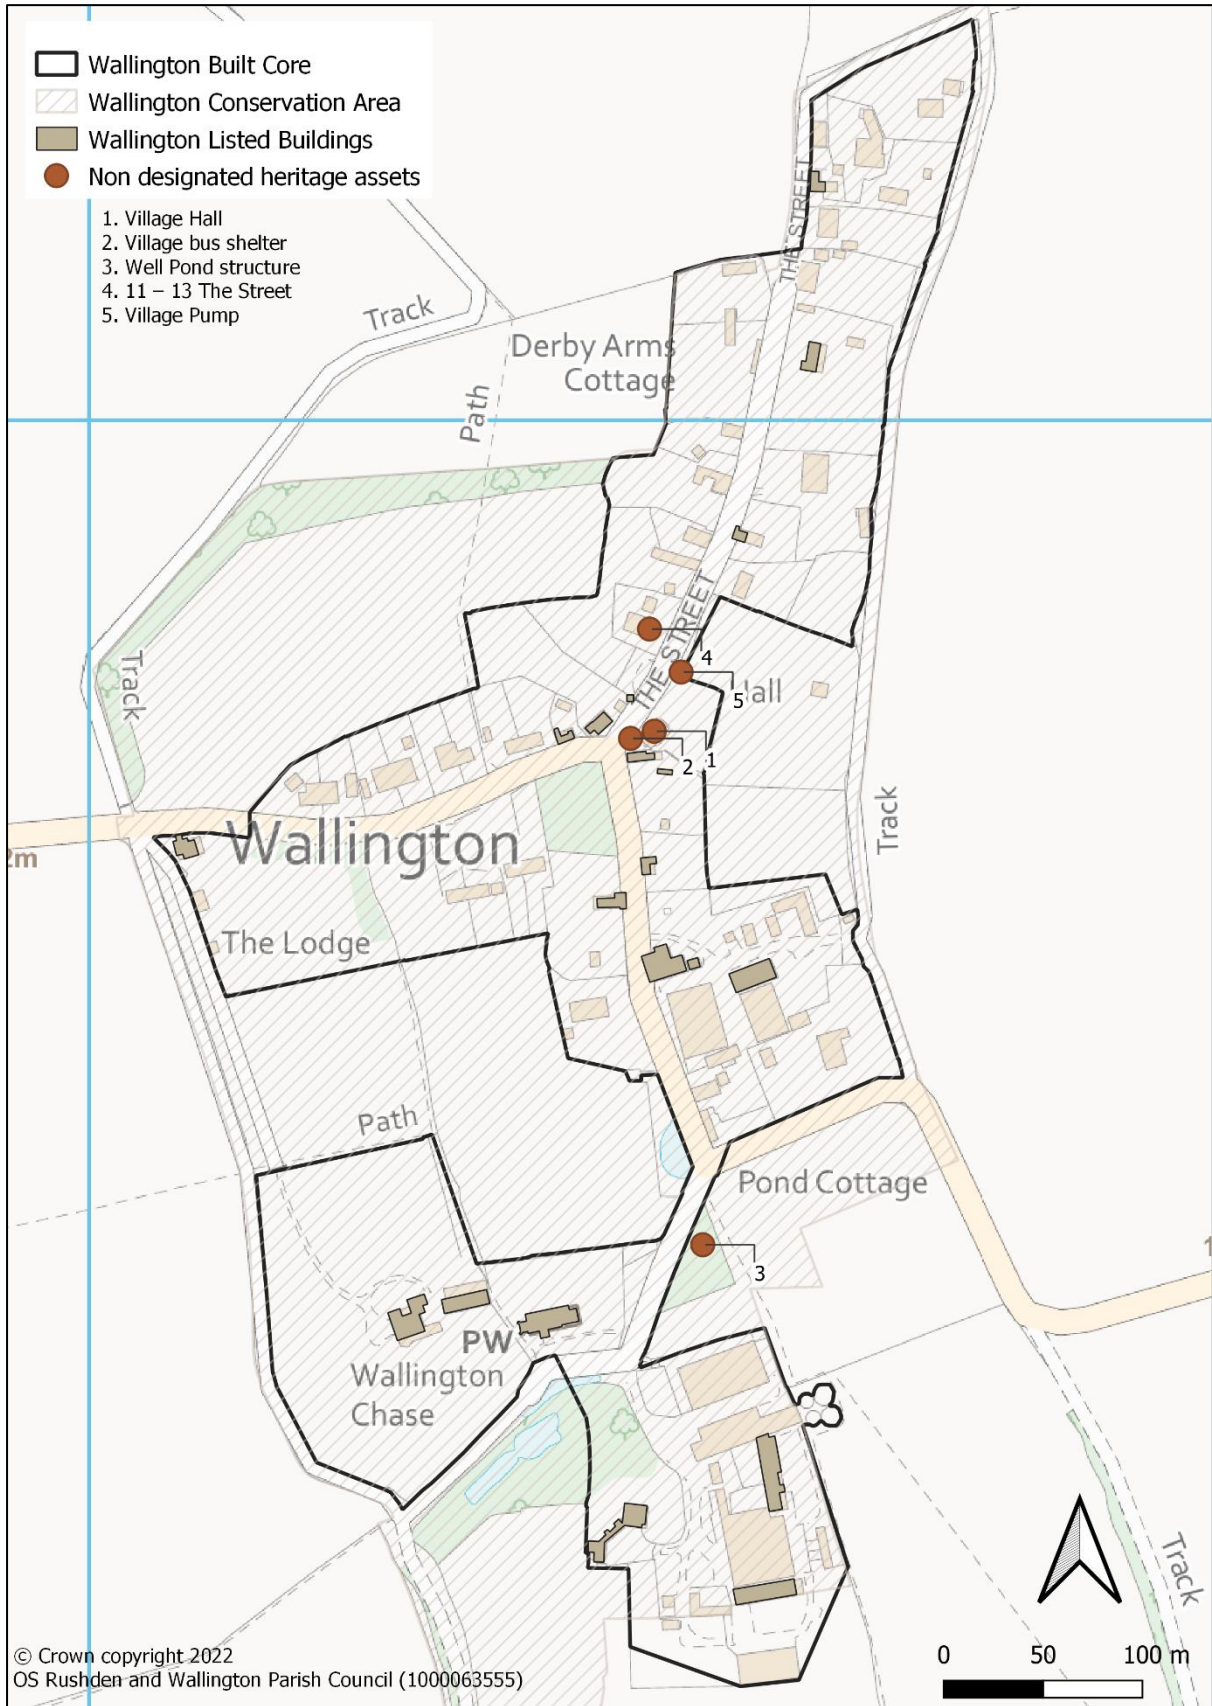 Wallington Built Core
Wallington Conservation Area
Wallington Listed Buildings
Non designated heritage assets
1. Village Hall
2. Village bus shelter
3. Well Pond structure
4. 11 – 13 The Street
5. Village Pump
THE STREET
Track
Derby Arms
Cottage
Path
THE STREET
4
Track
5
Hall
2
1
Track
Wallington
2m
The Lodge
Path
Pond Cottage
3
1
PW
Wallington
Chase
Track
© Crown copyright 2022
OS Rushden and Wallington Parish Council (1000063555)
0 50 100 m